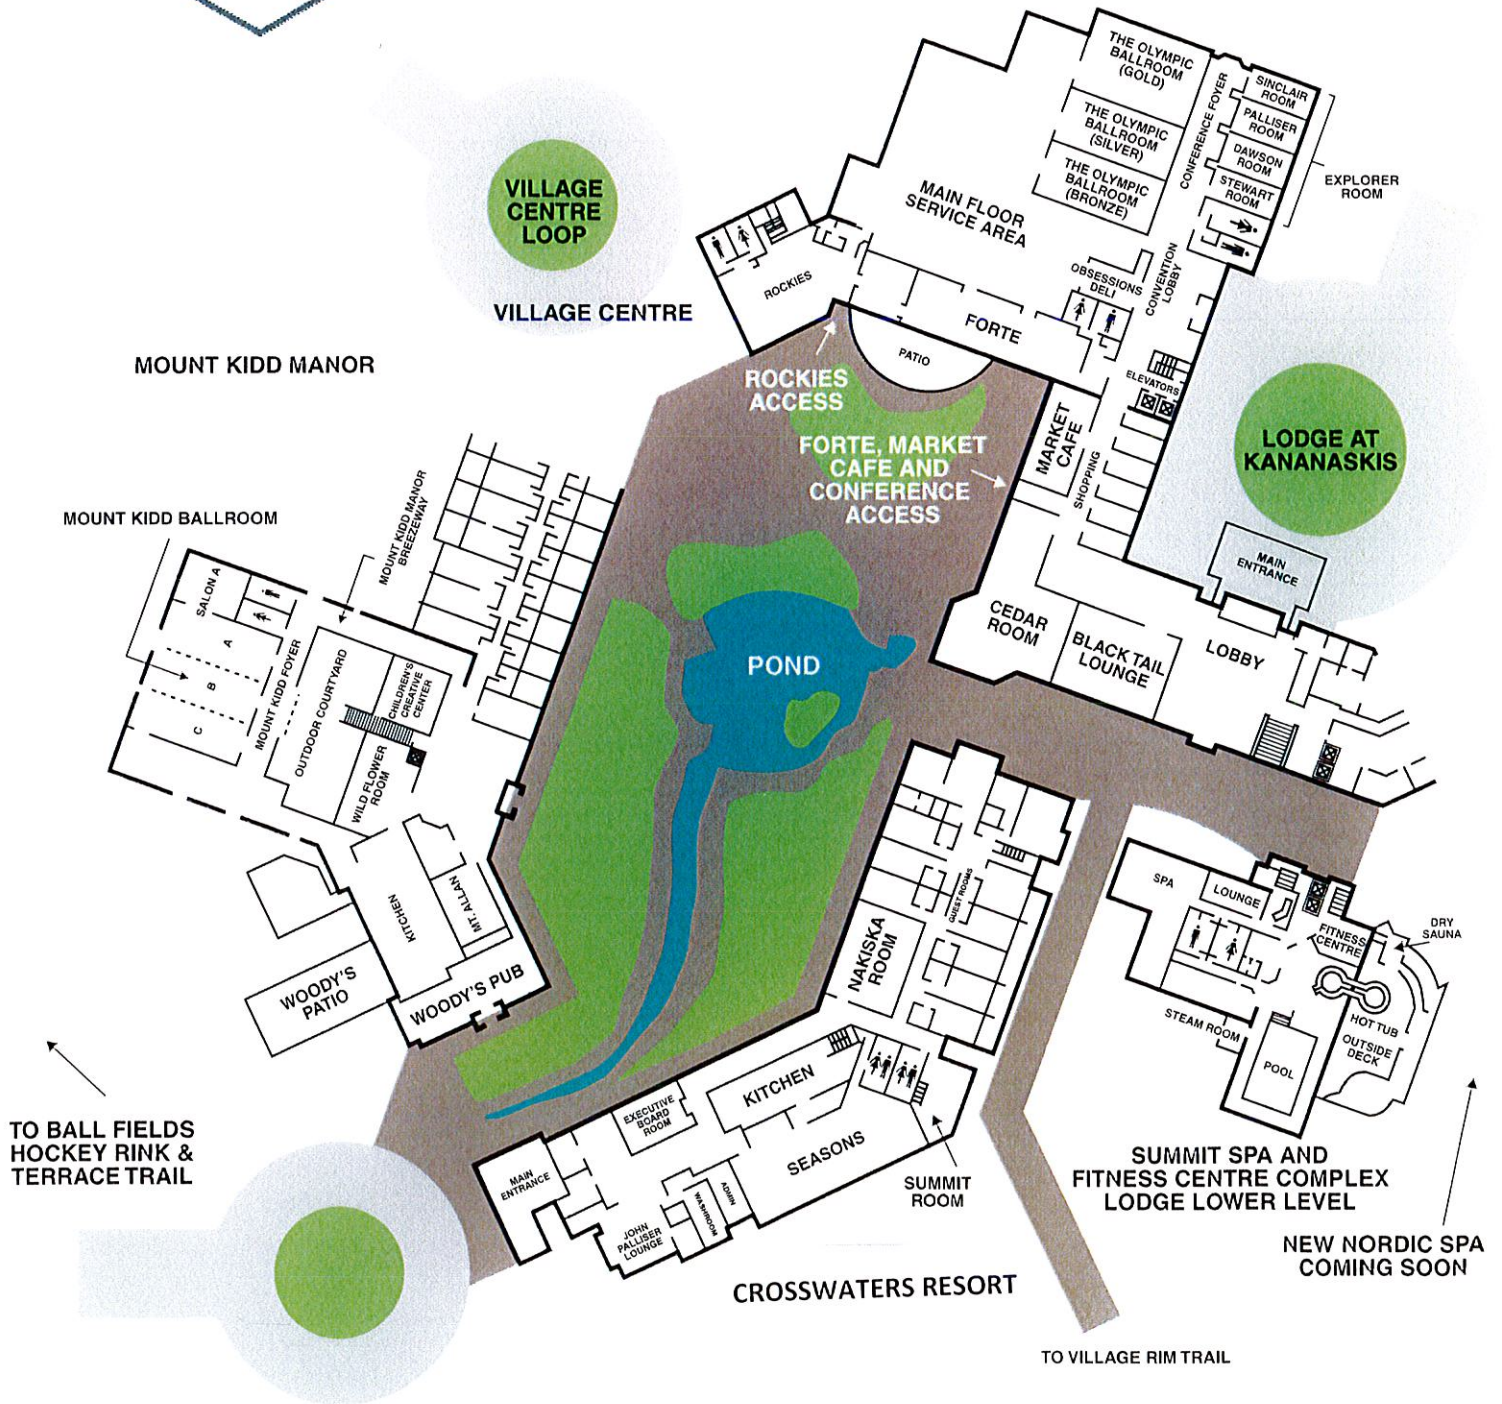 THE OLYMPIC
BALLROOM
(GOLD)
THE OLYMPIC
BALLROOM
(SILVER)
THE OLYMPIC
BALLROOM
(BRONZE)
CONFERENCE FOYER
SINCLAIR
ROOM
PALLISER
ROOM
DAWSON
ROOM
STEWART
ROOM
EXPLORER
ROOM
MAIN FLOOR
SERVICE AREA
VILLAGE
CENTRE
LOOP
VILLAGE CENTRE
ROCKIES
OBSESSIONS
DELI
CONVENTION
LOBBY
FORTE
PATIO
ELEVATORS
MOUNT KIDD MANOR
ROCKIES
ACCESS
MARKET
CAFE
SHOPPING
FORTE, MARKET
CAFE AND
CONFERENCE
ACCESS
LODGE AT
KANANASKIS
MAIN
ENTRANCE
MOUNT KIDD BALLROOM
MOUNT KIDD MANOR
BREEZEWAY
SALON A
A
B
C
MOUNT KIDD FOYER
OUTDOOR COURTYARD
CHILDREN'S
CREATIVE
CENTER
WILD FLOWER
ROOM
POND
CEDAR
ROOM
BLACK TAIL
LOUNGE
LOBBY
KITCHEN
MT. ALLAN
WOODY'S
PATIO
WOODY'S PUB
GUEST ROOMS
NAKISKA
ROOM
SPA
LOUNGE
FITNESS
CENTRE
DRY
SAUNA
STEAM ROOM
HOT TUB
OUTSIDE
DECK
POOL
TO BALL FIELDS
HOCKEY RINK &
TERRACE TRAIL
EXECUTIVE
BOARD
ROOM
KITCHEN
SEASONS
MAIN
ENTRANCE
JOHN
PALLISER
LOUNGE
WASHROOM
ADMIN
SUMMIT
ROOM
SUMMIT SPA AND
FITNESS CENTRE COMPLEX
LODGE LOWER LEVEL
NEW NORDIC SPA
COMING SOON
CROSSWATERS RESORT
TO VILLAGE RIM TRAIL